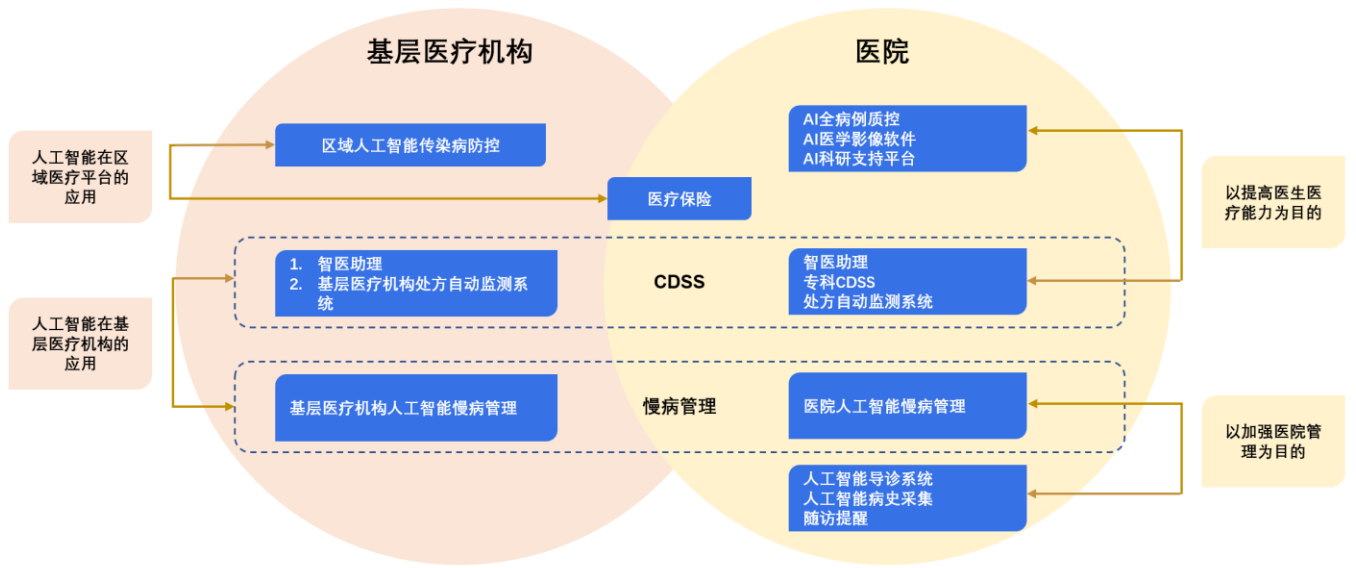 基层医疗机构
医院
人工智能在区
域医疗平台的
应用
区域人工智能传染病防控
医疗保险
AI全病例质控
AI医学影像软件
AI科研支持平台
以提高医生医
疗能力为目的
人工智能在基
层医疗机构的
应用
1. 智医助理
2. 基层医疗机构处方自动监测系
统
CDSS
智医助理
专科CDSS
处方自动监测系统
基层医疗机构人工智能慢病管理
慢病管理
医院人工智能慢病管理
以加强医院管
理为目的
人工智能导诊系统
人工智能病史采集
随访提醒